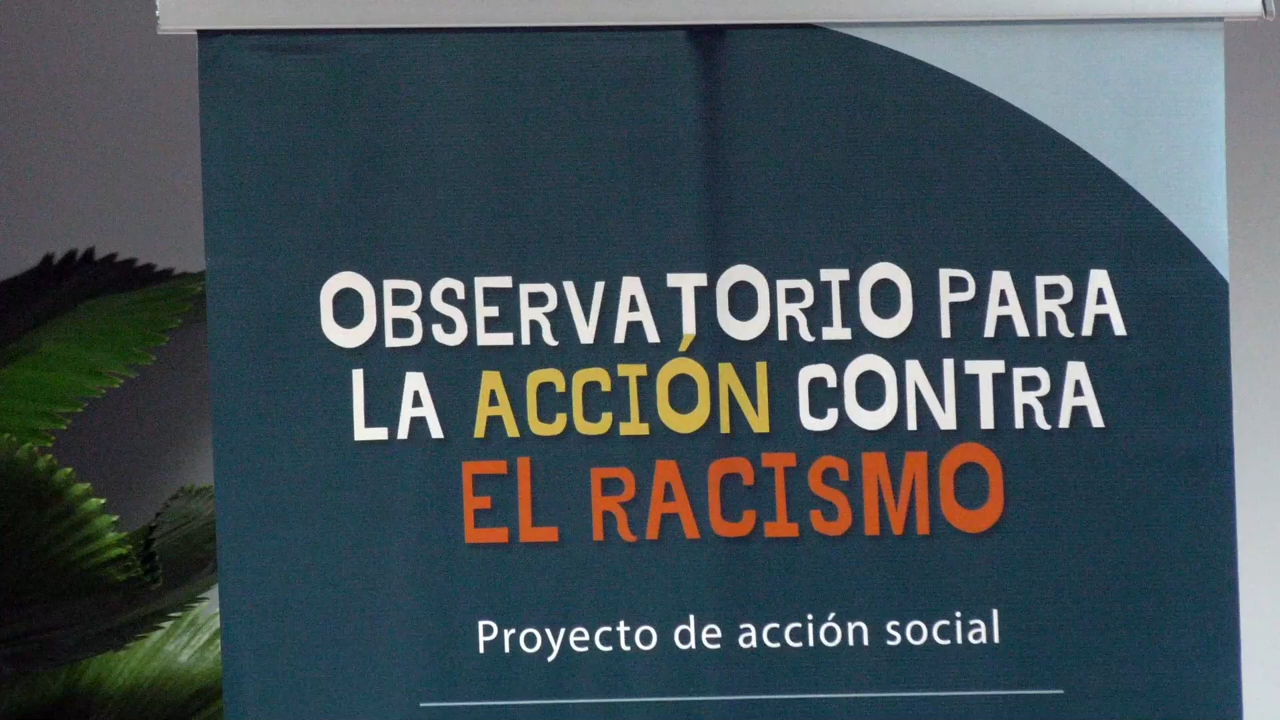 OBSERVATORIO PARA
LA ACCIÓN CONTRA
EL RACISMO
Proyecto de acción social